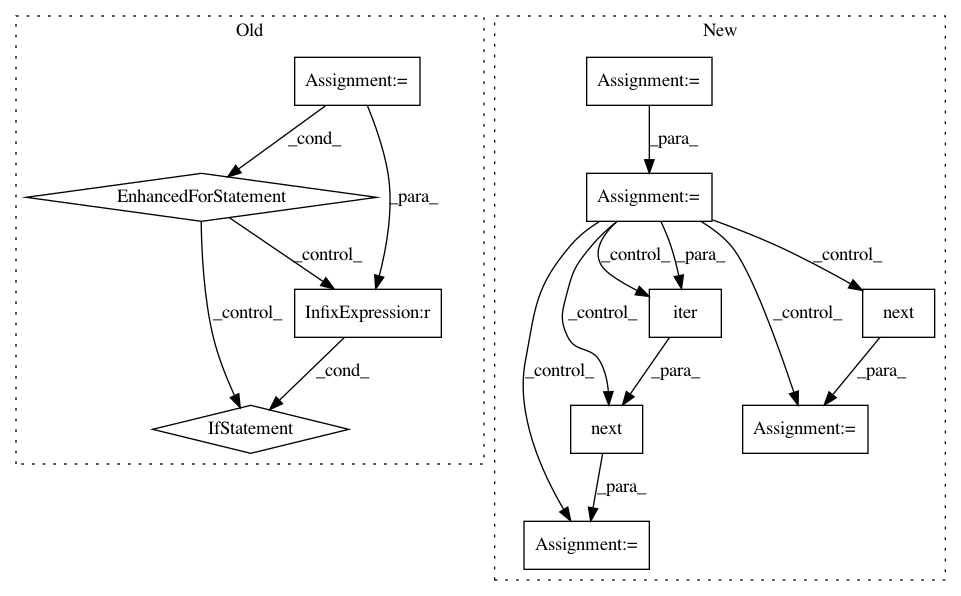 Old
New
Assignment:=
Assignment:=
_cond_
_para_
EnhancedForStatement
_para_
Assignment:=
_control_
_control_
_para_
_control_
InfixExpression:r
iter
next
_control_
_control_
_control_
_cond_
_control_
_para_
_para_
IfStatement
next
Assignment:=
_para_
Assignment:=